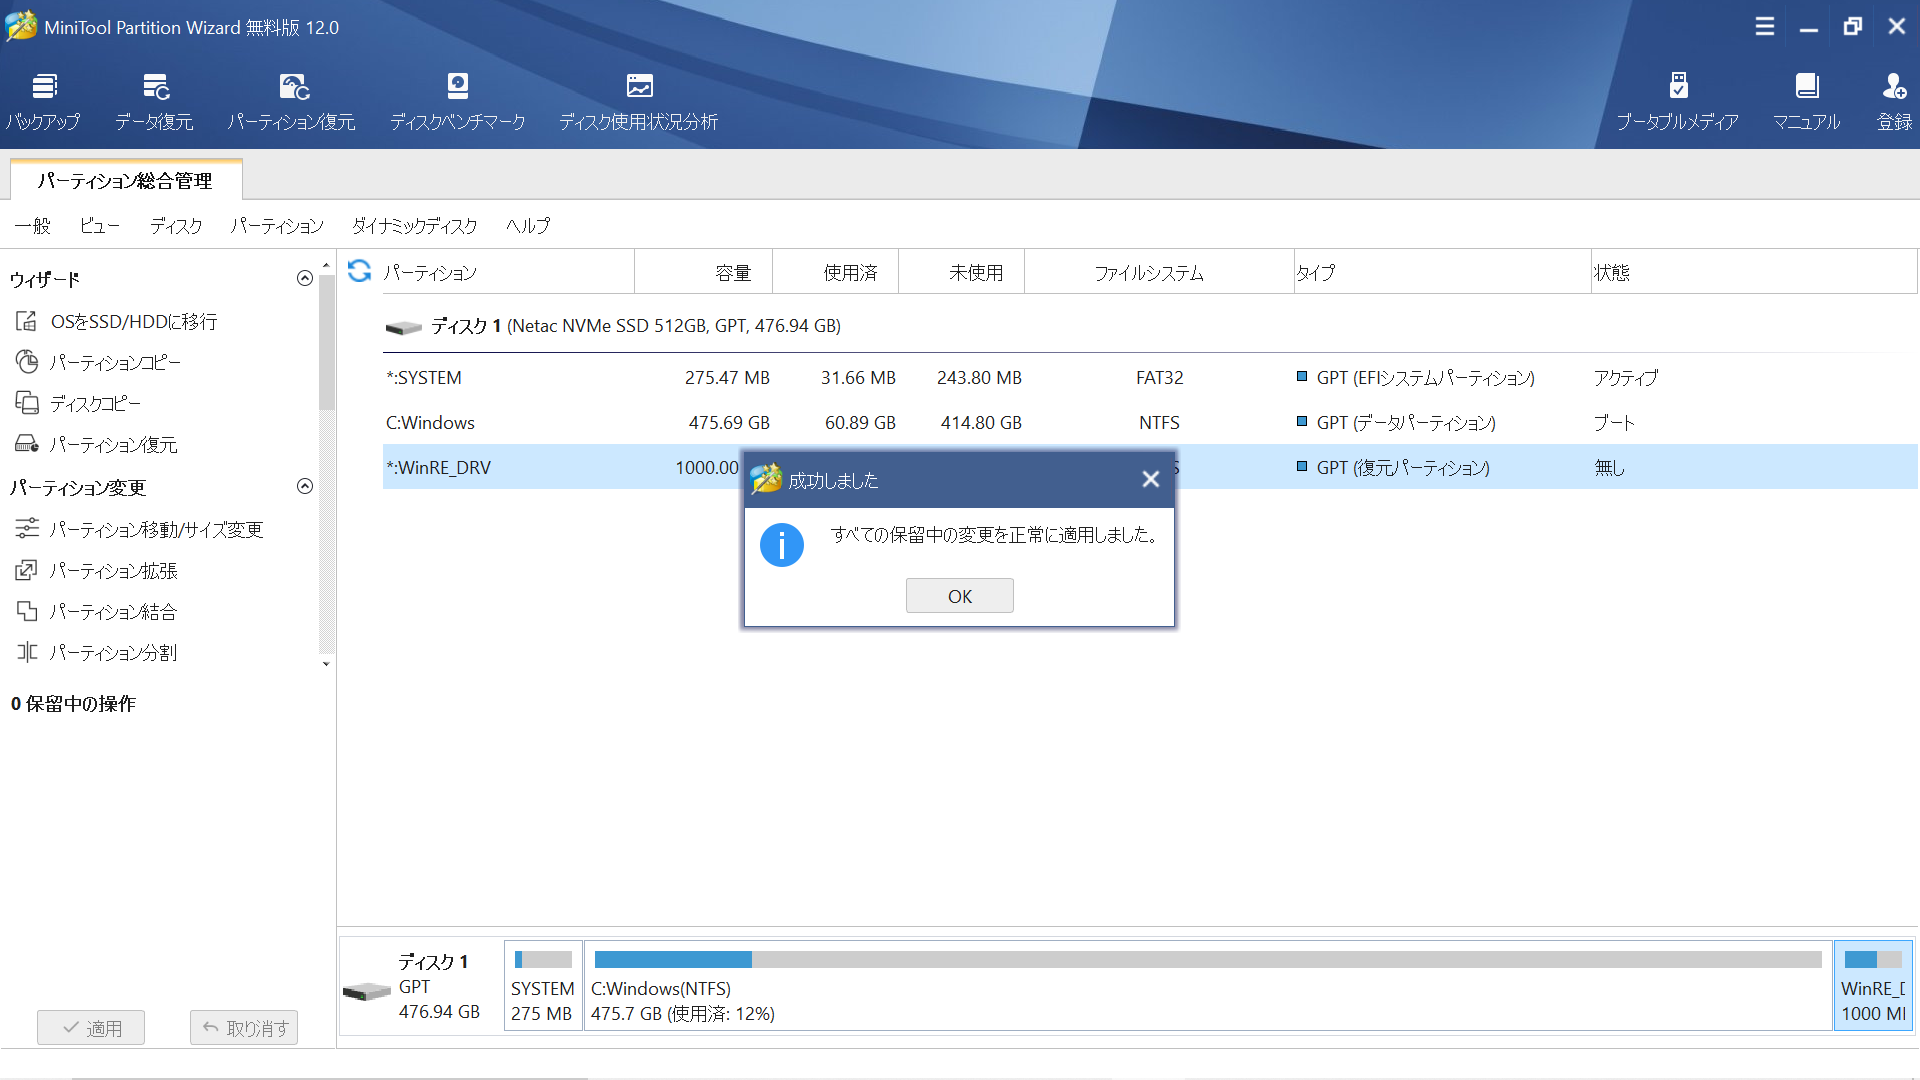 MiniTool Partition Wizard 無料版 12.0
バックアップ
データ復元
パーティション復元
ディスクベンチマーク
ディスク使用状況分析
ブータブルメディア
マニュアル
登録
パーティション総合管理
一般 ビュー ディスク パーティション ダイナミックディスク ヘルプ
ウィザード
OSをSSD/HDDに移行
パーティションコピー
ディスクコピー
パーティション復元
パーティション変更
パーティション移動/サイズ変更
パーティション拡張
パーティション結合
パーティション分割
0 保留中の操作
適用
取り消す
パーティション 容量 使用済 未使用 ファイルシステム タイプ 状態
ディスク 1 (Netac NVMe SSD 512GB, GPT, 476.94 GB)
*:SYSTEM 275.47 MB 31.66 MB 243.80 MB FAT32 GPT (EFIシステムパーティション) アクティブ
C:Windows 475.69 GB 60.89 GB 414.80 GB NTFS GPT (データパーティション) ブート
*:WinRE_DRV 1000.00 GPT (復元パーティション) 無し
成功しました
すべての保留中の変更を正常に適用しました。
OK
ディスク 1
GPT
476.94 GB
SYSTEM
275 MB
C:Windows(NTFS)
475.7 GB (使用済: 12%)
WinRE_D
1000 MI